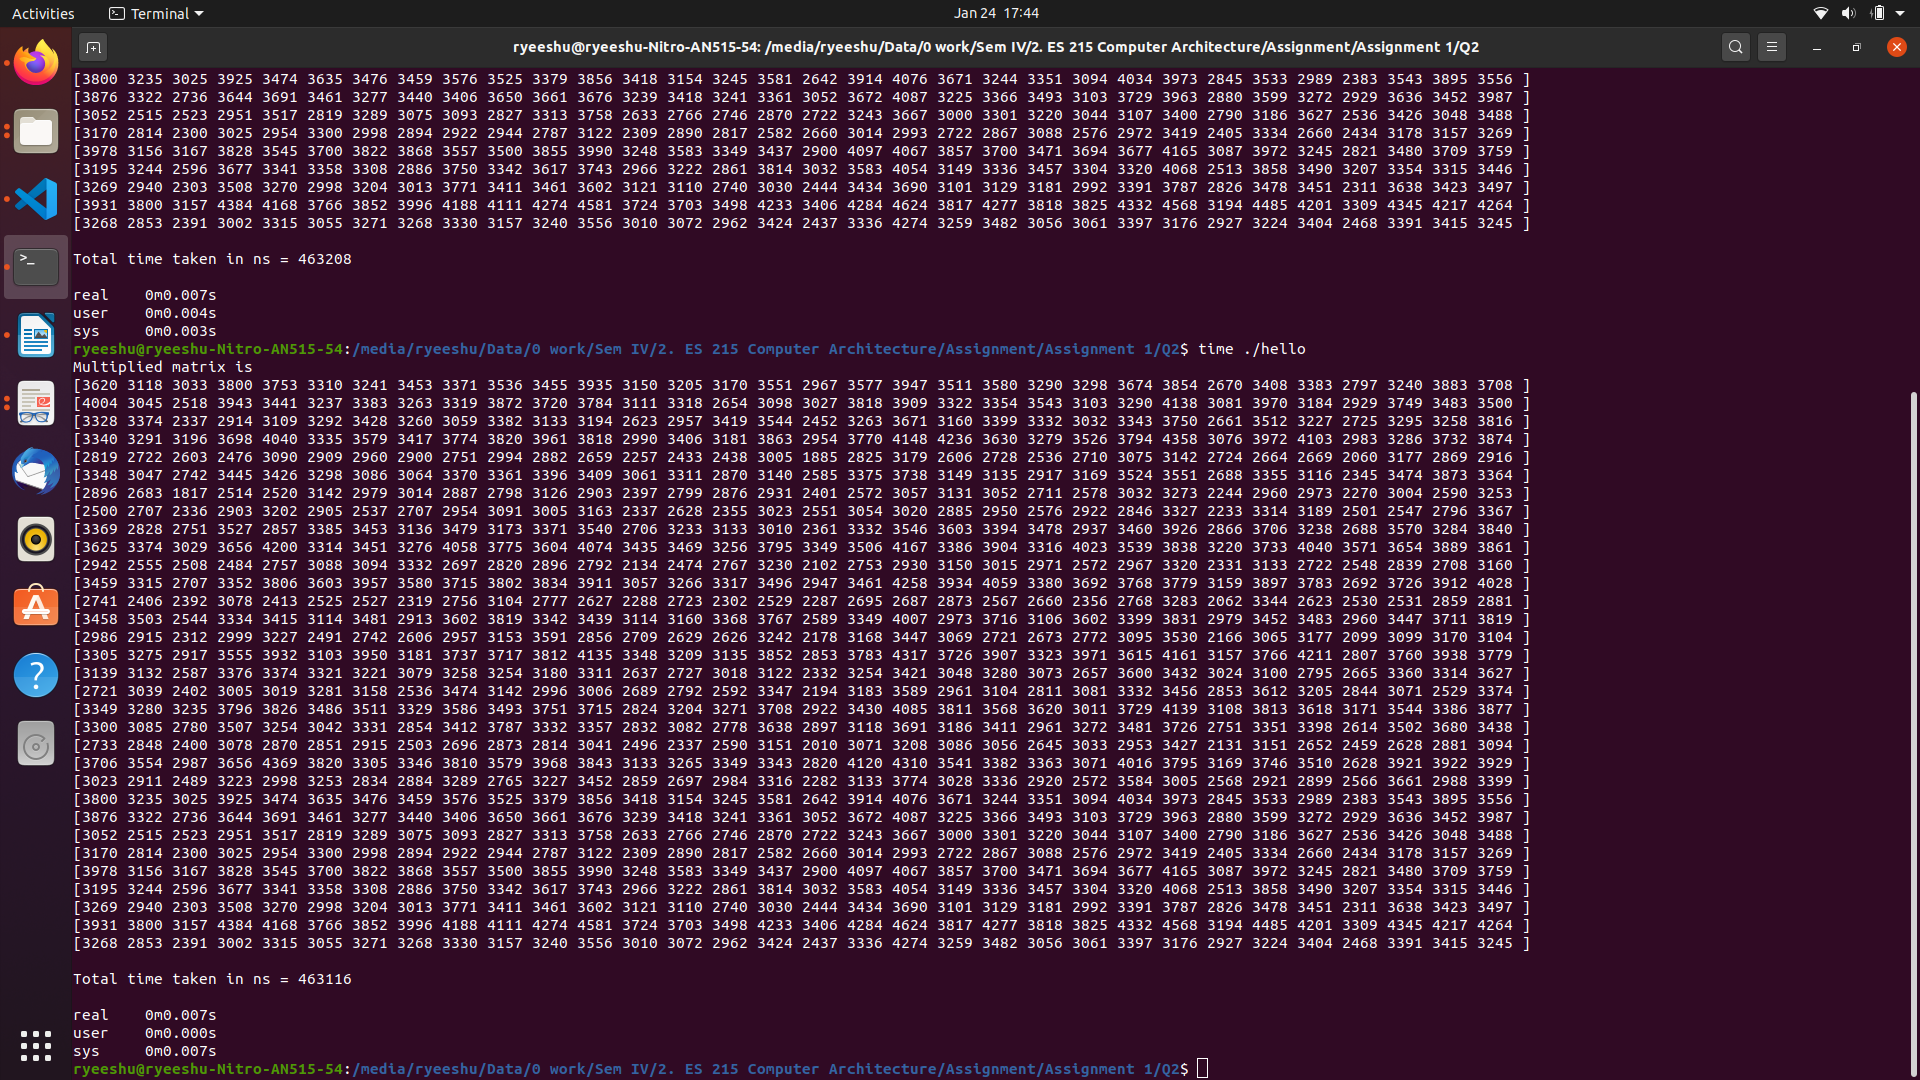 Activities
Terminal
Jan 24 17:44
ryeeshu@ryeeshu-Nitro-AN515-54: /media/ryeeshu/Data/0 work/Sem IV/2. ES 215 Computer Architecture/Assignment/Assignment 1/Q2
[3800 3235 3025 3925 3474 3635 3476 3459 3576 3525 3379 3856 3418 3154 3245 3581 2642 3914 4076 3671 3244 3351 3094 4034 3973 2845 3533 2989 2383 3543 3895 3556 ]
[3876 3322 2736 3644 3691 3461 3277 3440 3406 3650 3661 3676 3239 3418 3241 3361 3052 3672 4087 3225 3366 3493 3103 3729 3963 2880 3599 3272 2929 3636 3452 3987 ]
[3052 2515 2523 2951 3517 2819 3289 3075 3093 2827 3313 3758 2633 2766 2746 2870 2722 3243 3667 3000 3301 3220 3044 3107 3400 2790 3186 3627 2536 3426 3048 3488 ]
[3170 2814 2300 3025 2954 3300 2998 2894 2922 2944 2787 3122 2309 2890 2817 2582 2660 3014 2993 2722 2867 3088 2576 2972 3419 2405 3334 2660 2434 3178 3157 3269 ]
[3978 3156 3167 3828 3545 3700 3822 3868 3557 3500 3855 3990 3248 3583 3349 3437 2900 4097 4067 3857 3700 3471 3694 3677 4165 3087 3972 3245 2821 3480 3709 3759 ]
[3195 3244 2596 3677 3341 3358 3308 2886 3750 3342 3617 3743 2966 3222 2861 3814 3032 3583 4054 3149 3336 3457 3304 3320 4068 2513 3858 3490 3207 3354 3315 3446 ]
[3269 2940 2303 3508 3270 2998 3204 3013 3771 3411 3461 3602 3121 3110 2740 3030 2444 3434 3690 3101 3129 3181 2992 3391 3787 2826 3478 3451 2311 3638 3423 3497 ]
[3931 3800 3157 4384 4168 3766 3852 3996 4188 4111 4274 4581 3724 3703 3498 4233 3406 4284 4624 3817 4277 3818 3825 4332 4568 3194 4485 4201 3309 4345 4217 4264 ]
[3268 2853 2391 3002 3315 3055 3271 3268 3330 3157 3240 3556 3010 3072 2962 3424 2437 3336 4274 3259 3482 3056 3061 3397 3176 2927 3224 3404 2468 3391 3415 3245 ]
Total time taken in ns = 463208
real 0m0.007s
user 0m0.004s
sys 0m0.003s
ryeeshu@ryeeshu-Nitro-AN515-54:/media/ryeeshu/Data/0 work/Sem IV/2. ES 215 Computer Architecture/Assignment/Assignment 1/Q2$ time ./hello
Multiplied matrix is
[3620 3118 3033 3800 3753 3310 3241 3453 3371 3536 3455 3935 3150 3205 3170 3551 2967 3577 3947 3511 3580 3290 3298 3674 3854 2670 3408 3383 2797 3240 3883 3708 ]
[4004 3045 2518 3943 3441 3237 3383 3263 3319 3872 3720 3784 3111 3318 2654 3098 3027 3818 3909 3322 3354 3543 3103 3290 4138 3081 3970 3184 2929 3749 3483 3500 ]
[3328 3374 2337 2914 3109 3292 3428 3260 3059 3382 3133 3194 2623 2957 3419 3544 2452 3263 3671 3160 3399 3332 3032 3343 3750 2661 3512 3227 2725 3295 3258 3816 ]
[3340 3291 3196 3698 4040 3335 3579 3417 3774 3820 3961 3818 2990 3406 3181 3863 2954 3770 4148 4236 3630 3279 3526 3794 4358 3076 3972 4103 2983 3286 3732 3874 ]
[2819 2722 2603 2476 3090 2909 2960 2900 2751 2994 2882 2659 2257 2433 2438 3005 1885 2825 3179 2606 2728 2536 2710 3075 3142 2724 2664 2669 2060 3177 2869 2916 ]
[3348 3047 2742 3445 3426 3298 3086 3064 3370 3361 3396 3409 3061 3311 2870 3140 2585 3375 3738 3149 3135 2917 3169 3524 3551 2688 3355 3116 2345 3474 3873 3364 ]
[2896 2683 1817 2514 2520 3142 2979 3014 2887 2798 3126 2903 2397 2799 2876 2931 2401 2572 3057 3131 3052 2711 2578 3032 3273 2244 2960 2973 2270 3004 2590 3253 ]
[2500 2707 2336 2903 3202 2905 2537 2707 2954 3091 3005 3163 2337 2628 2355 3023 2551 3054 3020 2885 2950 2576 2922 2846 3327 2233 3314 3189 2501 2547 2796 3367 ]
[3369 2828 2751 3527 2857 3385 3453 3136 3479 3173 3371 3540 2706 3233 3133 3010 2361 3332 3546 3603 3394 3478 2937 3460 3926 2866 3706 3238 2688 3570 3284 3840 ]
[3625 3374 3029 3656 4200 3314 3451 3276 4058 3775 3604 4074 3435 3469 3256 3795 3349 3506 4167 3386 3904 3316 4023 3539 3838 3220 3733 4040 3571 3654 3889 3861 ]
[2942 2555 2508 2484 2757 3088 3094 3332 2697 2820 2896 2792 2134 2474 2767 3230 2102 2753 2930 3150 3015 2971 2572 2967 3320 2331 3133 2722 2548 2839 2708 3160 ]
[3459 3315 2707 3352 3806 3603 3957 3580 3715 3802 3834 3911 3057 3266 3317 3496 2947 3461 4258 3934 4059 3380 3692 3768 3779 3159 3897 3783 2692 3726 3912 4028 ]
[2741 2406 2392 3078 2413 2525 2527 2319 2756 3104 2777 2627 2288 2723 2302 2529 2287 2695 2687 2873 2567 2660 2356 2768 3283 2062 3344 2623 2530 2531 2859 2881 ]
[3458 3503 2544 3334 3415 3114 3481 2913 3602 3819 3342 3439 3114 3160 3368 3767 2589 3349 4007 2973 3716 3106 3602 3399 3831 2979 3452 3483 2960 3447 3711 3819 ]
[2986 2915 2312 2999 3227 2491 2742 2606 2957 3153 3591 2856 2709 2629 2626 3242 2178 3168 3447 3069 2721 2673 2772 3095 3530 2166 3065 3177 2099 3099 3170 3104 ]
[3305 3275 2917 3555 3932 3103 3950 3181 3737 3717 3812 4135 3348 3209 3135 3852 2853 3783 4317 3726 3907 3323 3971 3615 4161 3157 3766 4211 2807 3760 3938 3779 ]
[3139 3132 2587 3376 3374 3321 3221 3079 3258 3254 3180 3311 2637 2727 3018 3122 2332 3254 3421 3048 3280 3073 2657 3600 3432 3024 3100 2795 2665 3360 3314 3627 ]
[2721 3039 2402 3005 3019 3281 3158 2536 3474 3142 2996 3006 2689 2792 2592 3347 2194 3183 3589 2961 3104 2811 3081 3332 3456 2853 3612 3205 2844 3071 2529 3374 ]
[3349 3280 3235 3796 3826 3486 3511 3329 3586 3493 3751 3715 2824 3204 3271 3708 2922 3430 4085 3811 3568 3620 3011 3729 4139 3108 3813 3618 3171 3544 3386 3877 ]
[3300 3085 2780 3507 3254 3042 3331 2854 3412 3787 3332 3357 2832 3082 2778 3638 2897 3118 3691 3186 3411 2961 3272 3481 3726 2751 3351 3398 2614 3502 3680 3438 ]
[2733 2848 2400 3078 2870 2851 2915 2503 2696 2873 2814 3041 2496 2337 2590 3151 2010 3071 3208 3086 3056 2645 3033 2953 3427 2131 3151 2652 2459 2628 2881 3094 ]
[3706 3554 2987 3656 4369 3820 3305 3346 3810 3579 3968 3843 3133 3265 3349 3343 2820 4120 4310 3541 3382 3363 3071 4016 3795 3169 3746 3510 2628 3921 3922 3929 ]
[3023 2911 2489 3223 2998 3253 2834 2884 3289 2765 3227 3452 2859 2697 2984 3316 2282 3133 3774 3028 3336 2920 2572 3584 3005 2568 2921 2899 2566 3661 2988 3399 ]
[3800 3235 3025 3925 3474 3635 3476 3459 3576 3525 3379 3856 3418 3154 3245 3581 2642 3914 4076 3671 3244 3351 3094 4034 3973 2845 3533 2989 2383 3543 3895 3556 ]
[3876 3322 2736 3644 3691 3461 3277 3440 3406 3650 3661 3676 3239 3418 3241 3361 3052 3672 4087 3225 3366 3493 3103 3729 3963 2880 3599 3272 2929 3636 3452 3987 ]
[3052 2515 2523 2951 3517 2819 3289 3075 3093 2827 3313 3758 2633 2766 2746 2870 2722 3243 3667 3000 3301 3220 3044 3107 3400 2790 3186 3627 2536 3426 3048 3488 ]
[3170 2814 2300 3025 2954 3300 2998 2894 2922 2944 2787 3122 2309 2890 2817 2582 2660 3014 2993 2722 2867 3088 2576 2972 3419 2405 3334 2660 2434 3178 3157 3269 ]
[3978 3156 3167 3828 3545 3700 3822 3868 3557 3500 3855 3990 3248 3583 3349 3437 2900 4097 4067 3857 3700 3471 3694 3677 4165 3087 3972 3245 2821 3480 3709 3759 ]
[3195 3244 2596 3677 3341 3358 3308 2886 3750 3342 3617 3743 2966 3222 2861 3814 3032 3583 4054 3149 3336 3457 3304 3320 4068 2513 3858 3490 3207 3354 3315 3446 ]
[3269 2940 2303 3508 3270 2998 3204 3013 3771 3411 3461 3602 3121 3110 2740 3030 2444 3434 3690 3101 3129 3181 2992 3391 3787 2826 3478 3451 2311 3638 3423 3497 ]
[3931 3800 3157 4384 4168 3766 3852 3996 4188 4111 4274 4581 3724 3703 3498 4233 3406 4284 4624 3817 4277 3818 3825 4332 4568 3194 4485 4201 3309 4345 4217 4264 ]
[3268 2853 2391 3002 3315 3055 3271 3268 3330 3157 3240 3556 3010 3072 2962 3424 2437 3336 4274 3259 3482 3056 3061 3397 3176 2927 3224 3404 2468 3391 3415 3245 ]
Total time taken in ns = 463116
real 0m0.007s
user 0m0.000s
sys 0m0.007s
ryeeshu@ryeeshu-Nitro-AN515-54:/media/ryeeshu/Data/0 work/Sem IV/2. ES 215 Computer Architecture/Assignment/Assignment 1/Q2$